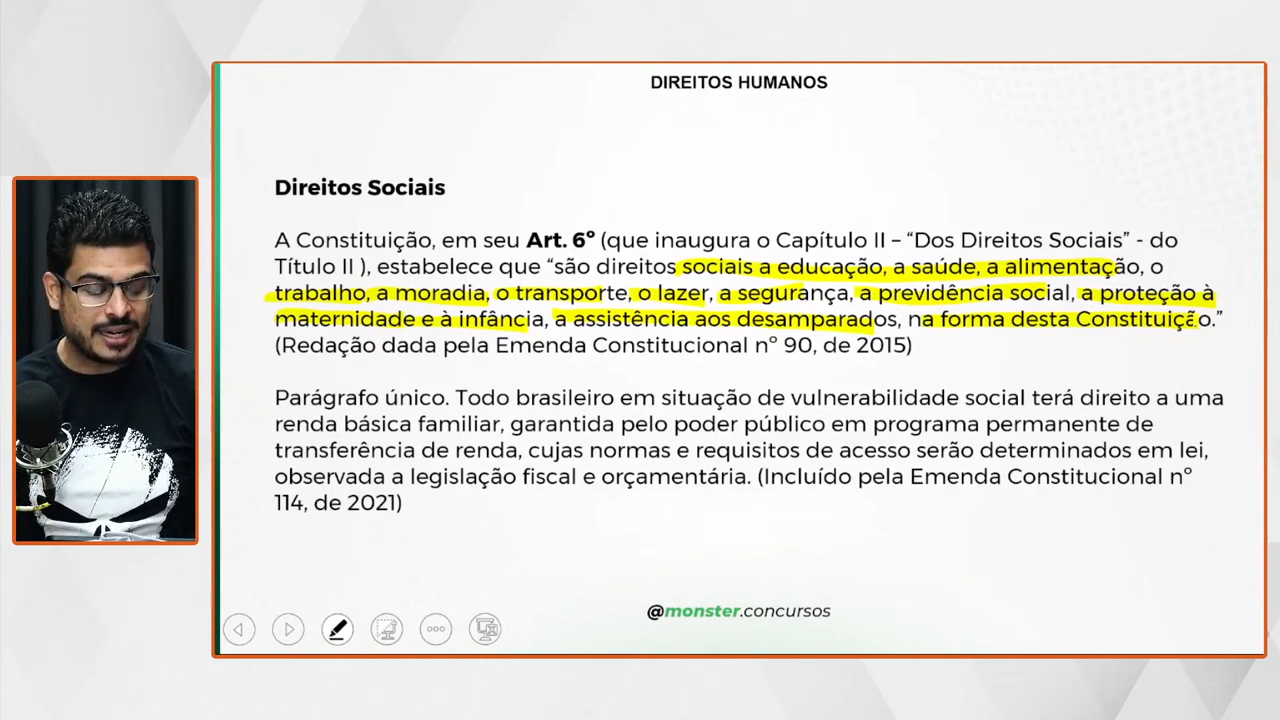 DIREITOS HUMANOS
Direitos Sociais
A Constituição, em seu Art. 6º (que inaugura o Capítulo II – “Dos Direitos Sociais” - do
Título II ), estabelece que “são direitos sociais a educação, a saúde, a alimentação, o
trabalho, a moradia, o transporte, o lazer, a segurança, a previdência social, a proteção à
maternidade e à infância, a assistência aos desamparados, na forma desta Constituição.”
(Redação dada pela Emenda Constitucional nº 90, de 2015)
Parágrafo único. Todo brasileiro em situação de vulnerabilidade social terá direito a uma
renda básica familiar, garantida pelo poder público em programa permanente de
transferência de renda, cujas normas e requisitos de acesso serão determinados em lei,
observada a legislação fiscal e orçamentária. (Incluído pela Emenda Constitucional nº
114, de 2021)
@monster.concursos